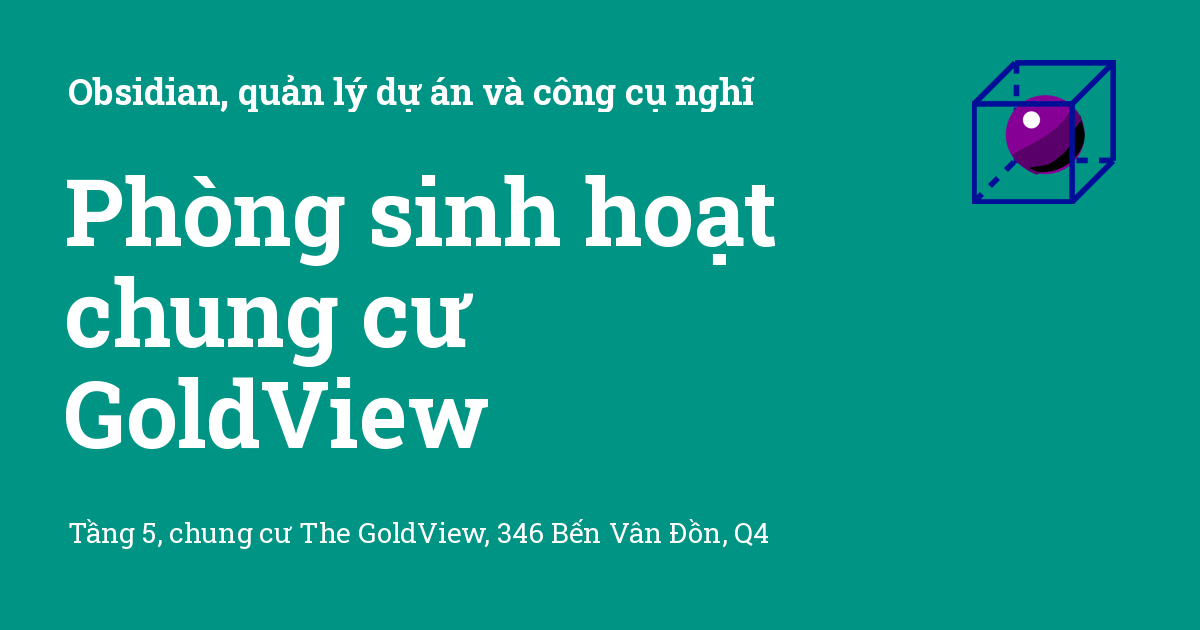 Obsidian, quản lý dự án và công cụ nghĩ
Phòng sinh hoạt
chung cư
GoldView
Tầng 5, chung cư The GoldView, 346 Bến Vân Đồn, Q4